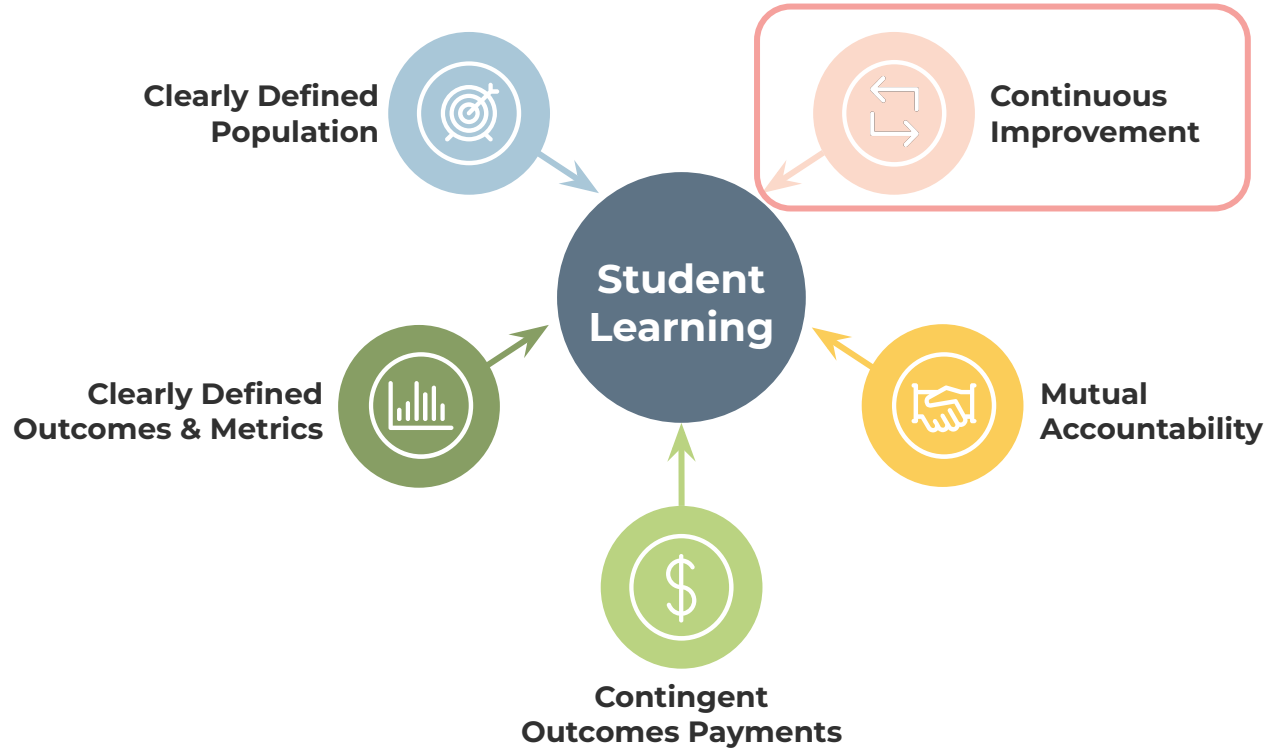 Clearly Defined
Population
Continuous
Improvement
Student
Learning
Clearly Defined
Outcomes & Metrics
Mutual
Accountability
Contingent
Outcomes Payments